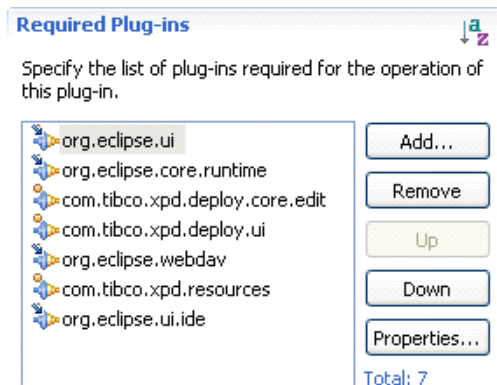 Required Plug-ins
a
z
Specify the list of plug-ins required for the operation of
this plug-in.
org.eclipse.ui
org.eclipse.core.runtime
com.tibco.xpd.deploy.core.edit
com.tibco.xpd.deploy.ui
org.eclipse.webdav
com.tibco.xpd.resources
org.eclipse.ui.ide
Add...
Remove
Up
Down
Properties...
Total: 7